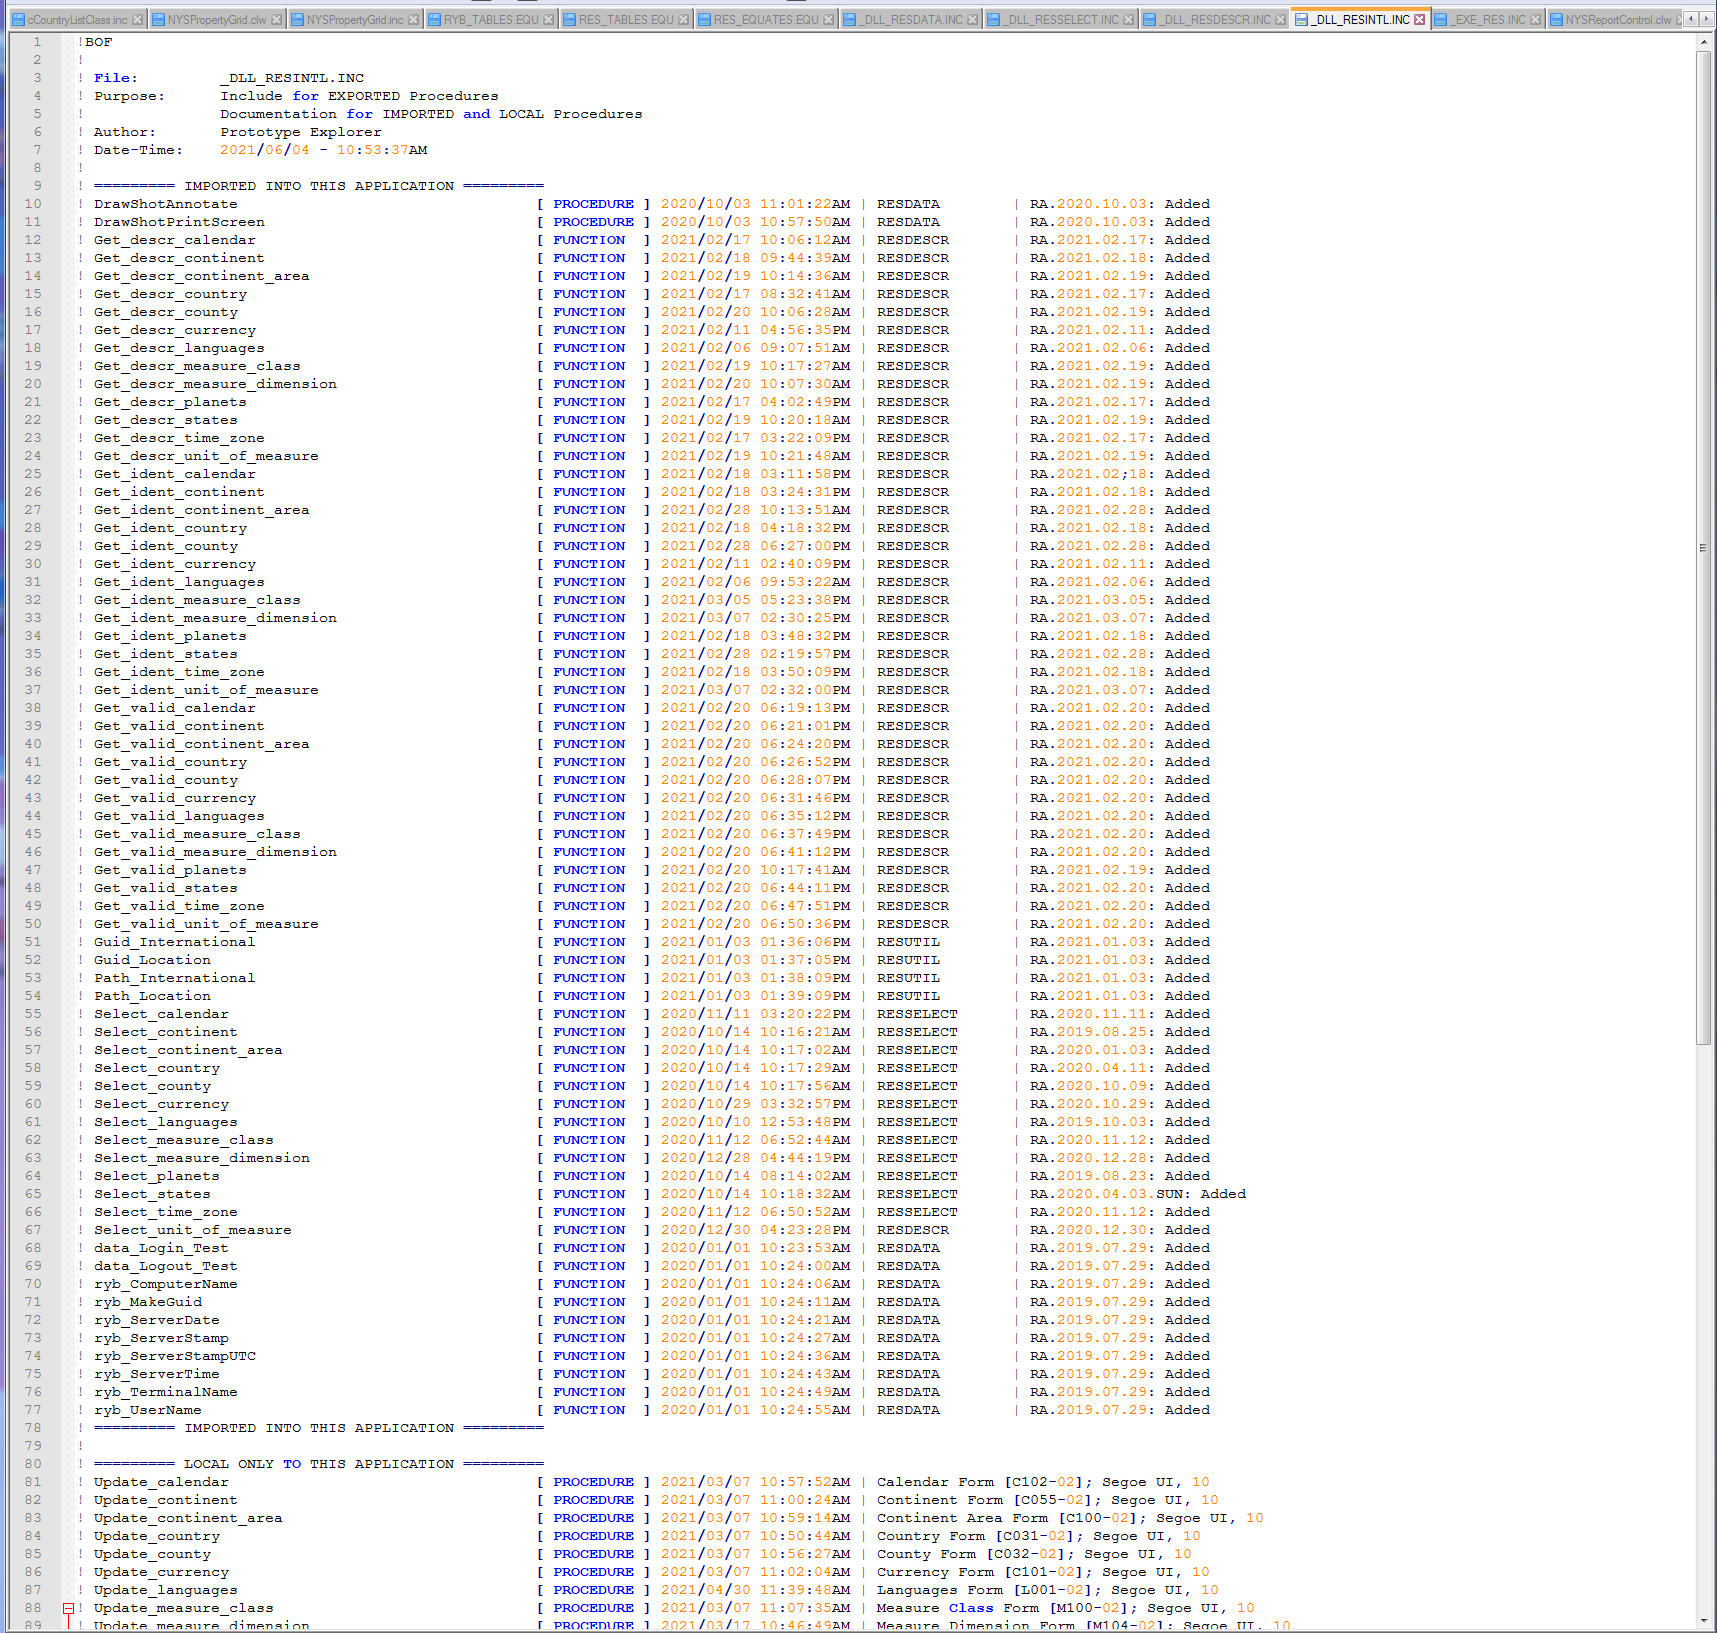 cCountryListClass.inc NYSPropertyGrid.clw NYSPropertyGrid.inc RYB_TABLES.EQU RES_TABLES.EQU RES_EQUATES.EQU _DLL_RESDATA.INC _DLL_RESSELECT.INC _DLL_RESDESCR.INC _DLL_RESINTL.INC _EXE_RES.INC NYSReportControl.clw
1 !BOF
2 !
3 ! File: _DLL_RESINTL.INC
4 ! Purpose: Include for EXPORTED Procedures
5 ! Documentation for IMPORTED and LOCAL Procedures
6 ! Author: Prototype Explorer
7 ! Date-Time: 2021/06/04 - 10:53:37AM
8 !
9 ! ========= IMPORTED INTO THIS APPLICATION =========
10 ! DrawShotAnnotate [ PROCEDURE ] 2020/10/03 11:01:22AM | RESDATA | RA.2020.10.03: Added
11 ! DrawShotPrintScreen [ PROCEDURE ] 2020/10/03 10:57:50AM | RESDATA | RA.2020.10.03: Added
12 ! Get_descr_calendar [ FUNCTION ] 2021/02/17 10:06:12AM | RESDESCR | RA.2021.02.17: Added
13 ! Get_descr_continent [ FUNCTION ] 2021/02/18 09:44:39AM | RESDESCR | RA.2021.02.18: Added
14 ! Get_descr_continent_area [ FUNCTION ] 2021/02/19 10:14:36AM | RESDESCR | RA.2021.02.19: Added
15 ! Get_descr_country [ FUNCTION ] 2021/02/17 08:32:41AM | RESDESCR | RA.2021.02.17: Added
16 ! Get_descr_county [ FUNCTION ] 2021/02/20 10:06:28AM | RESDESCR | RA.2021.02.19: Added
17 ! Get_descr_currency [ FUNCTION ] 2021/02/11 04:56:35PM | RESDESCR | RA.2021.02.11: Added
18 ! Get_descr_languages [ FUNCTION ] 2021/02/06 09:07:51AM | RESDESCR | RA.2021.02.06: Added
19 ! Get_descr_measure_class [ FUNCTION ] 2021/02/19 10:17:27AM | RESDESCR | RA.2021.02.19: Added
20 ! Get_descr_measure_dimension [ FUNCTION ] 2021/02/20 10:07:30AM | RESDESCR | RA.2021.02.19: Added
21 ! Get_descr_planets [ FUNCTION ] 2021/02/17 04:02:49PM | RESDESCR | RA.2021.02.17: Added
22 ! Get_descr_states [ FUNCTION ] 2021/02/19 10:20:18AM | RESDESCR | RA.2021.02.19: Added
23 ! Get_descr_time_zone [ FUNCTION ] 2021/02/17 03:22:09PM | RESDESCR | RA.2021.02.17: Added
24 ! Get_descr_unit_of_measure [ FUNCTION ] 2021/02/19 10:21:48AM | RESDESCR | RA.2021.02.19: Added
25 ! Get_ident_calendar [ FUNCTION ] 2021/02/18 03:11:58PM | RESDESCR | RA.2021.02;18: Added
26 ! Get_ident_continent [ FUNCTION ] 2021/02/18 03:24:31PM | RESDESCR | RA.2021.02.18: Added
27 ! Get_ident_continent_area [ FUNCTION ] 2021/02/28 10:13:51AM | RESDESCR | RA.2021.02.28: Added
28 ! Get_ident_country [ FUNCTION ] 2021/02/18 04:18:32PM | RESDESCR | RA.2021.02.18: Added
29 ! Get_ident_county [ FUNCTION ] 2021/02/28 06:27:00PM | RESDESCR | RA.2021.02.28: Added
30 ! Get_ident_currency [ FUNCTION ] 2021/02/11 02:40:09PM | RESDESCR | RA.2021.02.11: Added
31 ! Get_ident_languages [ FUNCTION ] 2021/02/06 09:53:22AM | RESDESCR | RA.2021.02.06: Added
32 ! Get_ident_measure_class [ FUNCTION ] 2021/03/05 05:23:38PM | RESDESCR | RA.2021.03.05: Added
33 ! Get_ident_measure_dimension [ FUNCTION ] 2021/03/07 02:30:25PM | RESDESCR | RA.2021.03.07: Added
34 ! Get_ident_planets [ FUNCTION ] 2021/02/18 03:48:32PM | RESDESCR | RA.2021.02.18: Added
35 ! Get_ident_states [ FUNCTION ] 2021/02/28 02:19:57PM | RESDESCR | RA.2021.02.28: Added
36 ! Get_ident_time_zone [ FUNCTION ] 2021/02/18 03:50:09PM | RESDESCR | RA.2021.02.18: Added
37 ! Get_ident_unit_of_measure [ FUNCTION ] 2021/03/07 02:32:00PM | RESDESCR | RA.2021.03.07: Added
38 ! Get_valid_calendar [ FUNCTION ] 2021/02/20 06:19:13PM | RESDESCR | RA.2021.02.20: Added
39 ! Get_valid_continent [ FUNCTION ] 2021/02/20 06:21:01PM | RESDESCR | RA.2021.02.20: Added
40 ! Get_valid_continent_area [ FUNCTION ] 2021/02/20 06:24:20PM | RESDESCR | RA.2021.02.20: Added
41 ! Get_valid_country [ FUNCTION ] 2021/02/20 06:26:52PM | RESDESCR | RA.2021.02.20: Added
42 ! Get_valid_county [ FUNCTION ] 2021/02/20 06:28:07PM | RESDESCR | RA.2021.02.20: Added
43 ! Get_valid_currency [ FUNCTION ] 2021/02/20 06:31:46PM | RESDESCR | RA.2021.02.20: Added
44 ! Get_valid_languages [ FUNCTION ] 2021/02/20 06:35:12PM | RESDESCR | RA.2021.02.20: Added
45 ! Get_valid_measure_class [ FUNCTION ] 2021/02/20 06:37:49PM | RESDESCR | RA.2021.02.20: Added
46 ! Get_valid_measure_dimension [ FUNCTION ] 2021/02/20 06:41:12PM | RESDESCR | RA.2021.02.20: Added
47 ! Get_valid_planets [ FUNCTION ] 2021/02/20 10:17:41AM | RESDESCR | RA.2021.02.19: Added
48 ! Get_valid_states [ FUNCTION ] 2021/02/20 06:44:11PM | RESDESCR | RA.2021.02.20: Added
49 ! Get_valid_time_zone [ FUNCTION ] 2021/02/20 06:47:51PM | RESDESCR | RA.2021.02.20: Added
50 ! Get_valid_unit_of_measure [ FUNCTION ] 2021/02/20 06:50:36PM | RESDESCR | RA.2021.02.20: Added
51 ! Guid_International [ FUNCTION ] 2021/01/03 01:36:06PM | RESUTIL | RA.2021.01.03: Added
52 ! Guid_Location [ FUNCTION ] 2021/01/03 01:37:05PM | RESUTIL | RA.2021.01.03: Added
53 ! Path_International [ FUNCTION ] 2021/01/03 01:38:09PM | RESUTIL | RA.2021.01.03: Added
54 ! Path_Location [ FUNCTION ] 2021/01/03 01:39:09PM | RESUTIL | RA.2021.01.03: Added
55 ! Select_calendar [ FUNCTION ] 2020/11/11 03:20:22PM | RESSELECT | RA.2020.11.11: Added
56 ! Select_continent [ FUNCTION ] 2020/10/14 10:16:21AM | RESSELECT | RA.2019.08.25: Added
57 ! Select_continent_area [ FUNCTION ] 2020/10/14 10:17:02AM | RESSELECT | RA.2020.01.03: Added
58 ! Select_country [ FUNCTION ] 2020/10/14 10:17:29AM | RESSELECT | RA.2020.04.11: Added
59 ! Select_county [ FUNCTION ] 2020/10/14 10:17:56AM | RESSELECT | RA.2020.10.09: Added
60 ! Select_currency [ FUNCTION ] 2020/10/29 03:32:57PM | RESSELECT | RA.2020.10.29: Added
61 ! Select_languages [ FUNCTION ] 2020/10/10 12:53:48PM | RESSELECT | RA.2019.10.03: Added
62 ! Select_measure_class [ FUNCTION ] 2020/11/12 06:52:44AM | RESSELECT | RA.2020.11.12: Added
63 ! Select_measure_dimension [ FUNCTION ] 2020/12/28 04:44:19PM | RESSELECT | RA.2020.12.28: Added
64 ! Select_planets [ FUNCTION ] 2020/10/14 08:14:02AM | RESSELECT | RA.2019.08.23: Added
65 ! Select_states [ FUNCTION ] 2020/10/14 10:18:32AM | RESSELECT | RA.2020.04.03.SUN: Added
66 ! Select_time_zone [ FUNCTION ] 2020/11/12 06:50:52AM | RESSELECT | RA.2020.11.12: Added
67 ! Select_unit_of_measure [ FUNCTION ] 2020/12/30 04:23:28PM | RESDESCR | RA.2020.12.30: Added
68 ! data_Login_Test [ FUNCTION ] 2020/01/01 10:23:53AM | RESDATA | RA.2019.07.29: Added
69 ! data_Logout_Test [ FUNCTION ] 2020/01/01 10:24:00AM | RESDATA | RA.2019.07.29: Added
70 ! ryb_ComputerName [ FUNCTION ] 2020/01/01 10:24:06AM | RESDATA | RA.2019.07.29: Added
71 ! ryb_MakeGuid [ FUNCTION ] 2020/01/01 10:24:11AM | RESDATA | RA.2019.07.29: Added
72 ! ryb_ServerDate [ FUNCTION ] 2020/01/01 10:24:21AM | RESDATA | RA.2019.07.29: Added
73 ! ryb_ServerStamp [ FUNCTION ] 2020/01/01 10:24:27AM | RESDATA | RA.2019.07.29: Added
74 ! ryb_ServerStampUTC [ FUNCTION ] 2020/01/01 10:24:36AM | RESDATA | RA.2019.07.29: Added
75 ! ryb_ServerTime [ FUNCTION ] 2020/01/01 10:24:43AM | RESDATA | RA.2019.07.29: Added
76 ! ryb_TerminalName [ FUNCTION ] 2020/01/01 10:24:49AM | RESDATA | RA.2019.07.29: Added
77 ! ryb_UserName [ FUNCTION ] 2020/01/01 10:24:55AM | RESDATA | RA.2019.07.29: Added
78 ! ========= IMPORTED INTO THIS APPLICATION =========
79 !
80 ! ========= LOCAL ONLY TO THIS APPLICATION =========
81 ! Update_calendar [ PROCEDURE ] 2021/03/07 10:57:52AM | Calendar Form [C102-02]; Segoe UI, 10
82 ! Update_continent [ PROCEDURE ] 2021/03/07 11:00:24AM | Continent Form [C055-02]; Segoe UI, 10
83 ! Update_continent_area [ PROCEDURE ] 2021/03/07 10:59:14AM | Continent Area Form [C100-02]; Segoe UI, 10
84 ! Update_country [ PROCEDURE ] 2021/03/07 10:50:44AM | Country Form [C031-02]; Segoe UI, 10
85 ! Update_county [ PROCEDURE ] 2021/03/07 10:56:27AM | County Form [C032-02]; Segoe UI, 10
86 ! Update_currency [ PROCEDURE ] 2021/03/07 11:02:04AM | Currency Form [C101-02]; Segoe UI, 10
87 ! Update_languages [ PROCEDURE ] 2021/04/30 11:39:48AM | Languages Form [L001-02]; Segoe UI, 10
88 ! Update_measure_class [ PROCEDURE ] 2021/03/07 11:07:35AM | Measure Class Form [M100-02]; Segoe UI, 10
89 ! Update_measure_dimension [ PROCEDURE ] 2021/03/17 10:46:49AM | Measure Dimension Form [M104-02]; Segoe UI, 10